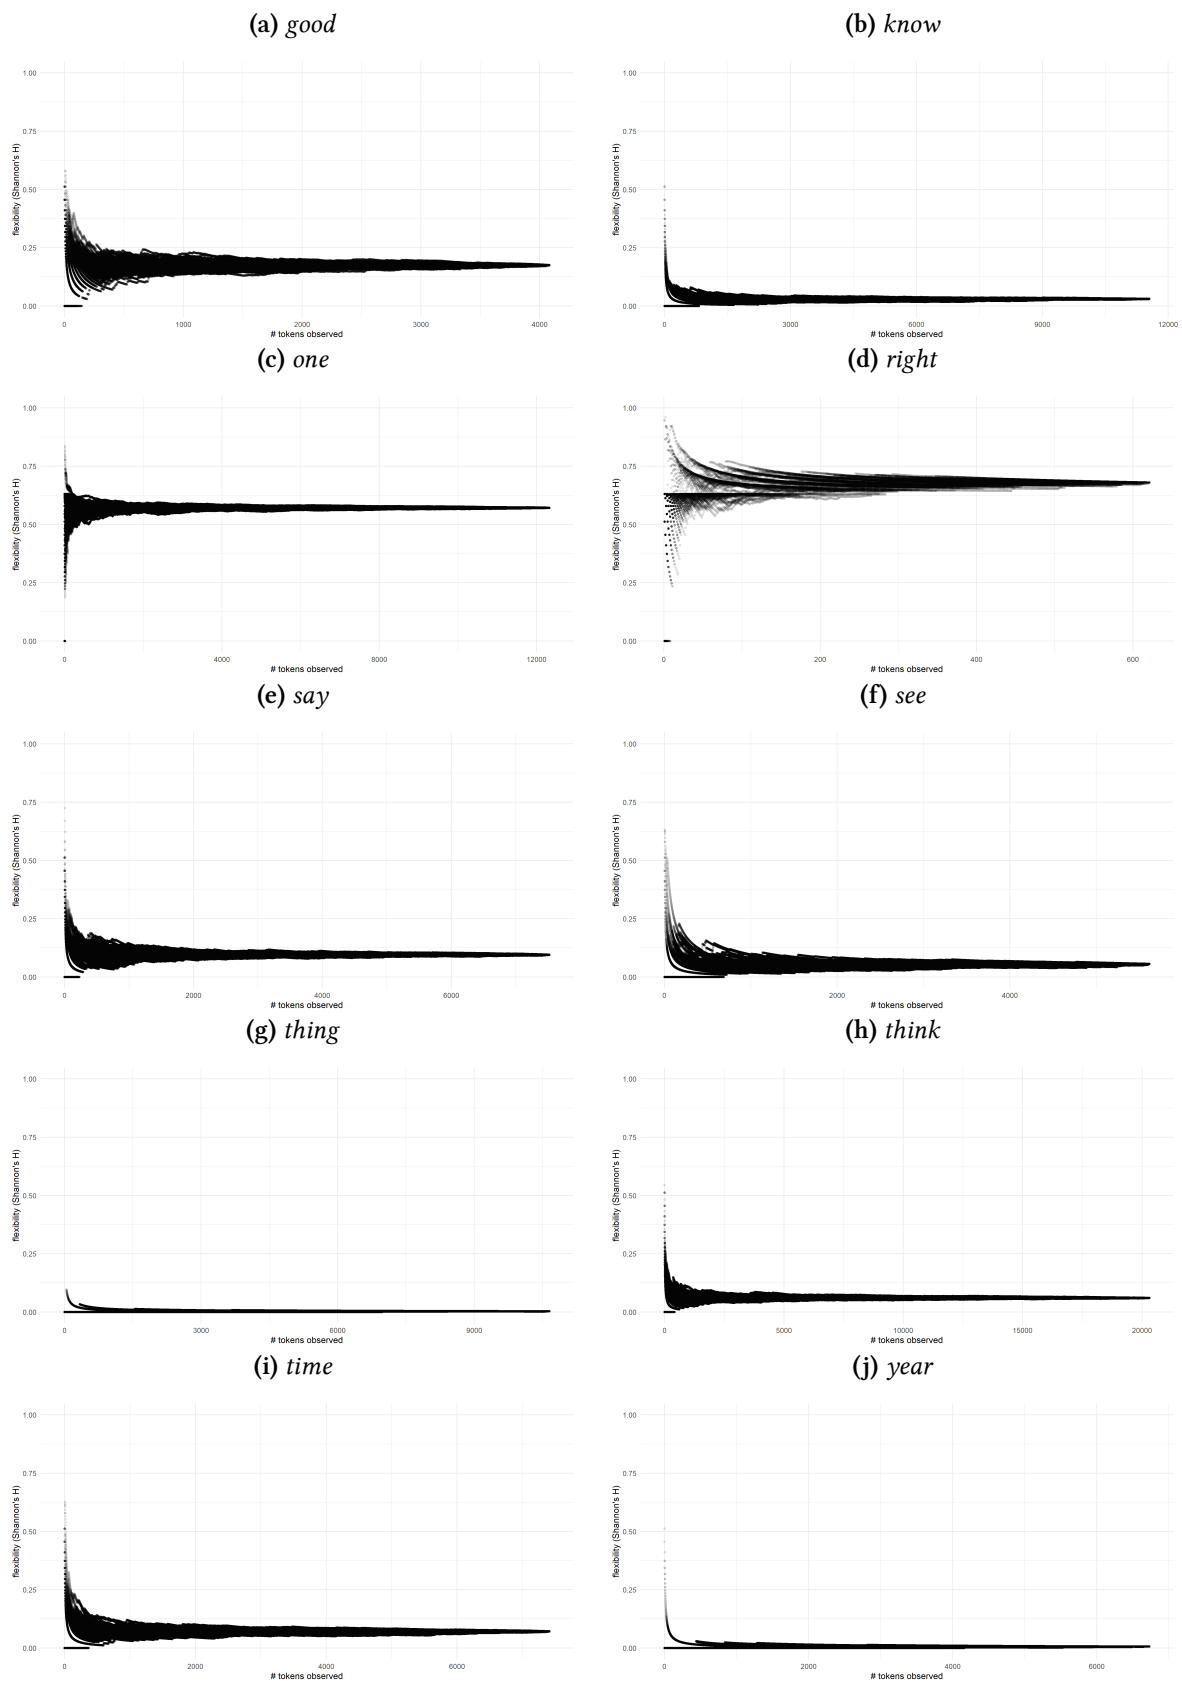 (a) good
(b) know
flexibility (Shannon's H)
1.00
0.75
0.50
0.25
0.00
0 1000 2000 3000 4000
# tokens observed
flexibility (Shannon's H)
1.00
0.75
0.50
0.25
0.00
0 3000 6000 9000 12000
# tokens observed
(c) one
(d) right
flexibility (Shannon's H)
1.00
0.75
0.50
0.25
0.00
0 4000 8000 12000
# tokens observed
flexibility (Shannon's H)
1.00
0.75
0.50
0.25
0.00
0 200 400 600
# tokens observed
(e) say
(f) see
flexibility (Shannon's H)
1.00
0.75
0.50
0.25
0.00
0 2000 4000 6000
# tokens observed
flexibility (Shannon's H)
1.00
0.75
0.50
0.25
0.00
0 2000 4000
# tokens observed
(g) thing
(h) think
flexibility (Shannon's H)
1.00
0.75
0.50
0.25
0.00
0 3000 6000 9000
# tokens observed
flexibility (Shannon's H)
1.00
0.75
0.50
0.25
0.00
0 5000 10000 15000 20000
# tokens observed
(i) time
(j) year
flexibility (Shannon's H)
1.00
0.75
0.50
0.25
0.00
0 2000 4000 6000
# tokens observed
flexibility (Shannon's H)
1.00
0.75
0.50
0.25
0.00
0 2000 4000 6000
# tokens observed